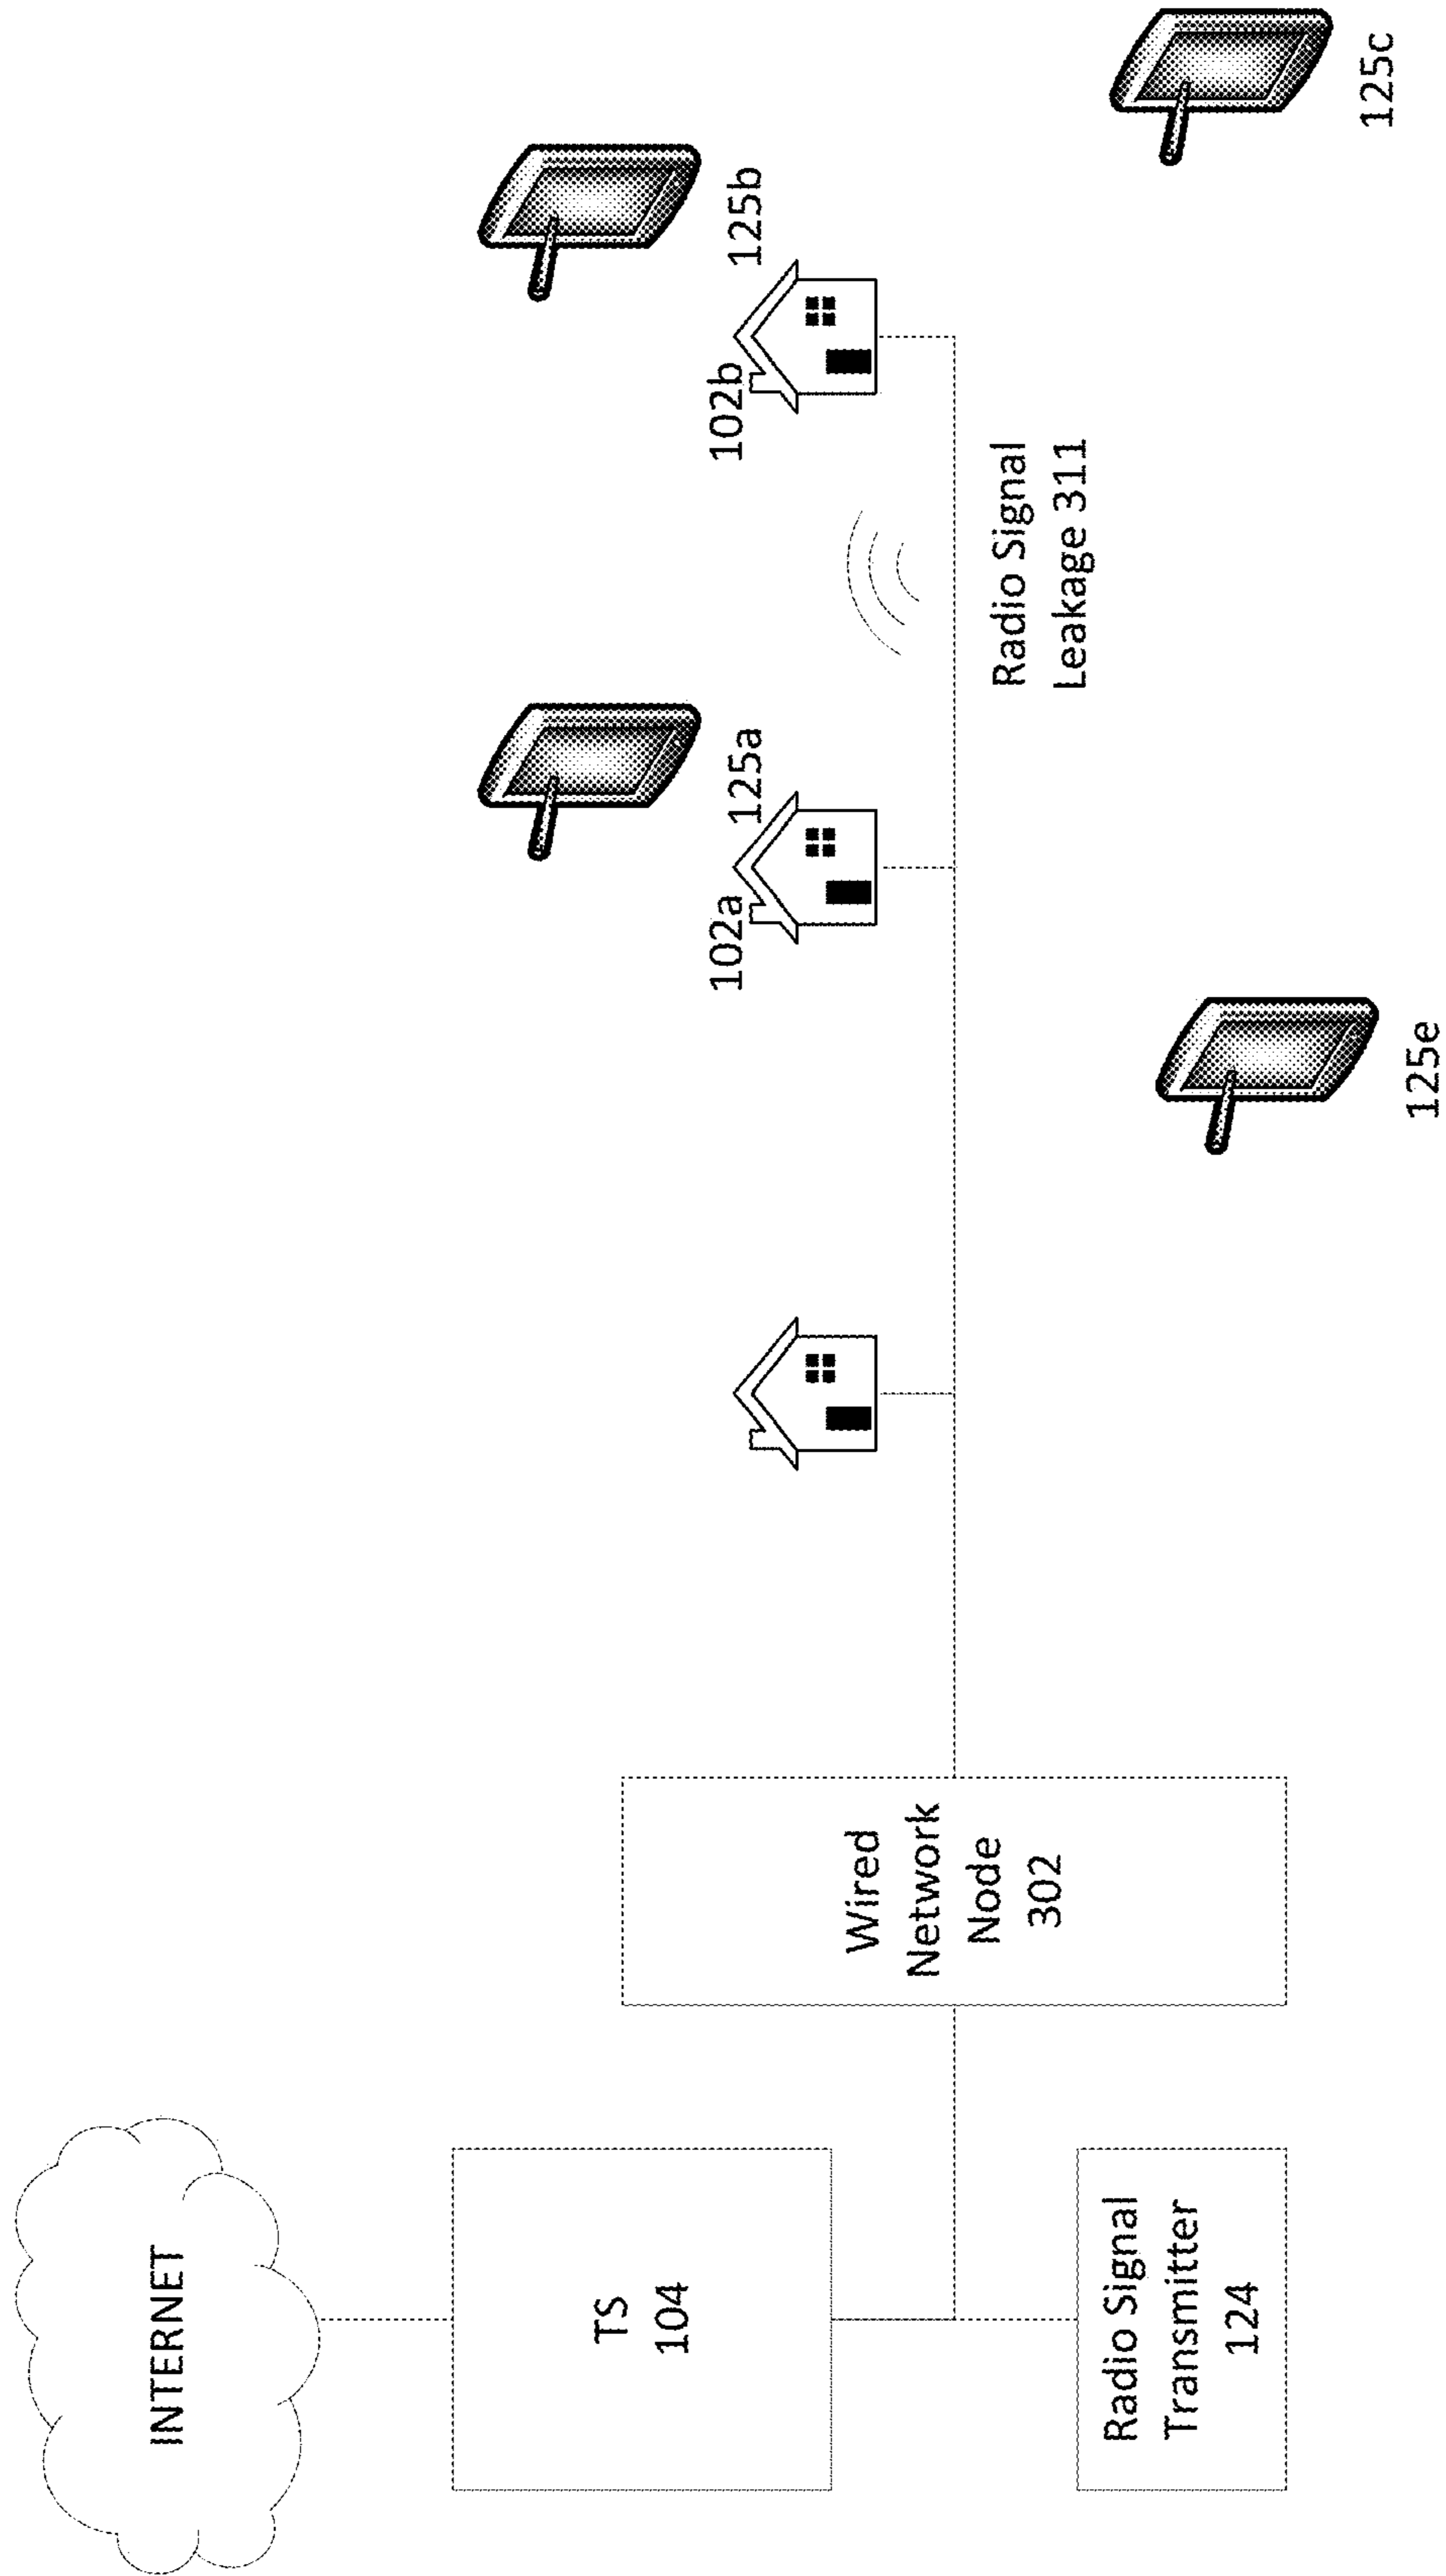 INTERNET
TS
104
Radio Signal
Transmitter
124
Wired
Network
Node
302
102a
125a
102b
125b
Radio Signal
Leakage 311
125e
125c